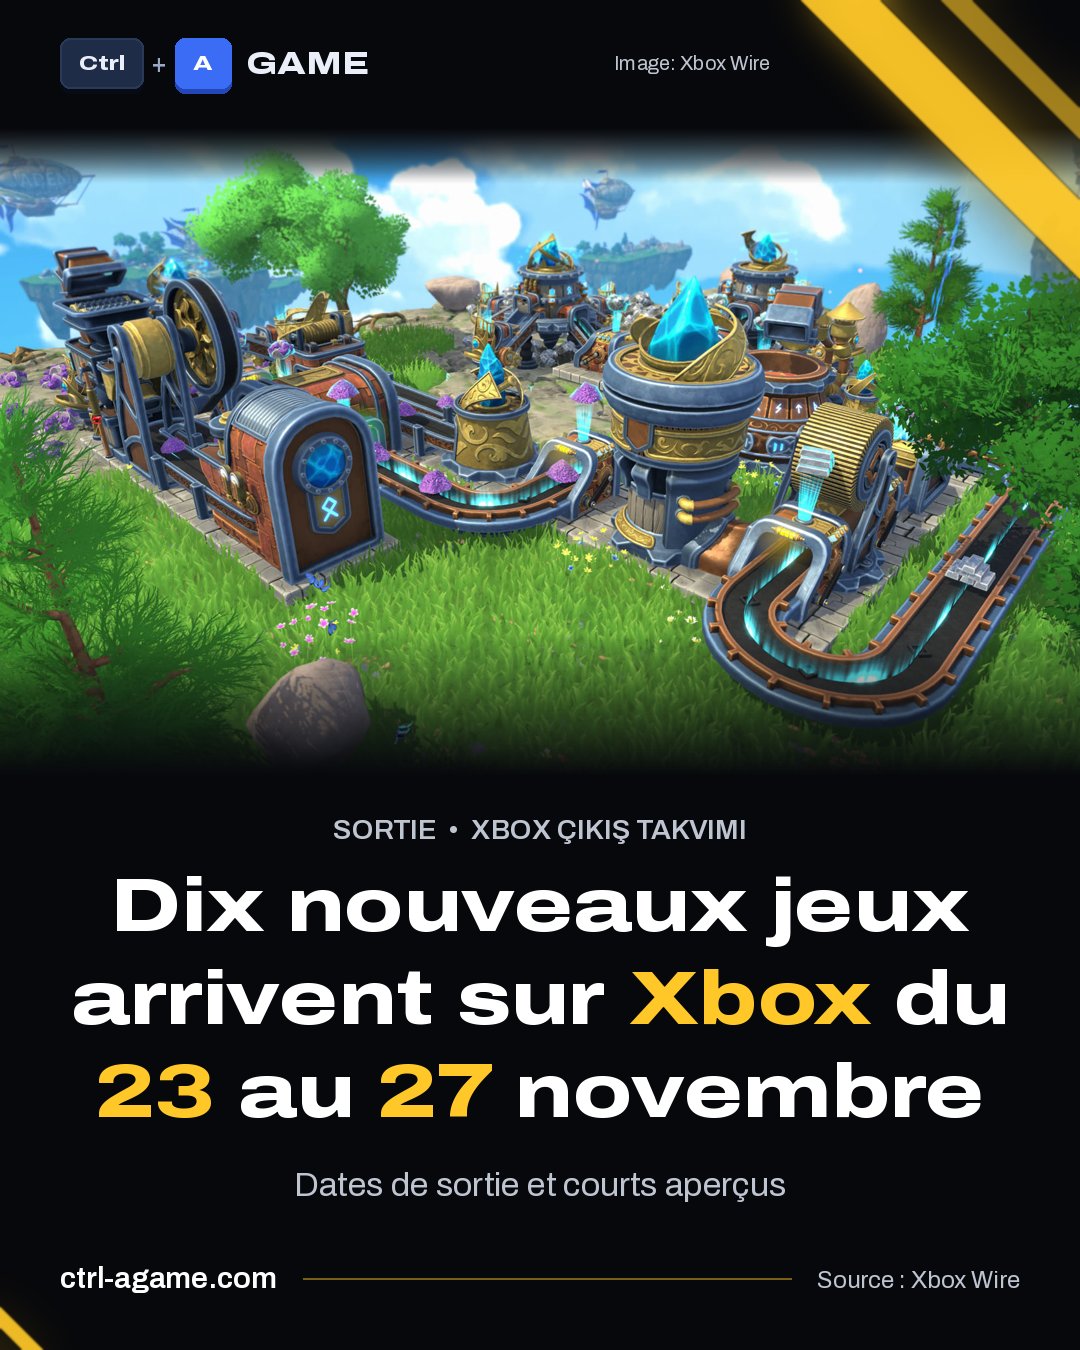 Ctrl + A GAME
Image: Xbox Wire
SORTIE • XBOX ÇIKIŞ TAKVIMI
Dix nouveaux jeux
arrivent sur Xbox du
23 au 27 novembre
Dates de sortie et courts aperçus
ctrl-agame.com
Source : Xbox Wire